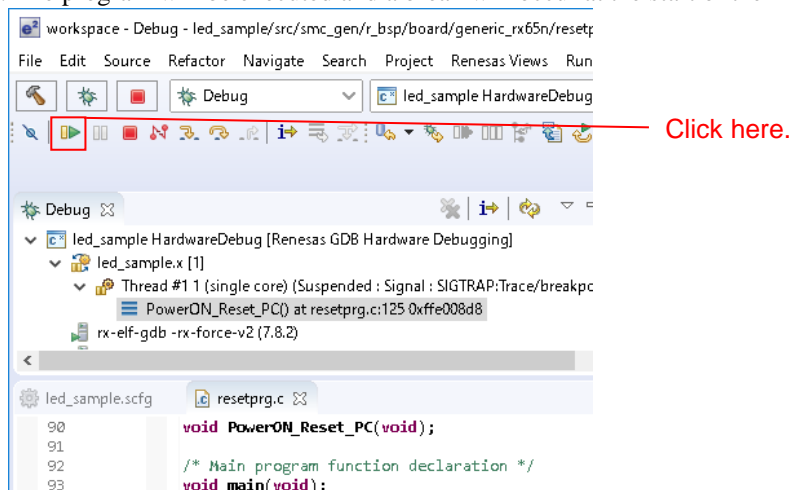 workspace - Debug - led_sample/src/smc_gen/r_bsp/board/generic_rx65n/resetp
File Edit Source Refactor Navigate Search Project Renesas Views Run
Debug
led_sample HardwareDebug
Click here.
Debug
led_sample HardwareDebug [Renesas GDB Hardware Debugging]
led_sample.x [1]
Thread #1 1 (single core) (Suspended : Signal : SIGTRAP:Trace/breakpo
PowerON_Reset_PC() at resetprg.c:125 0xffe008d8
rx-elf-gdb -rx-force-v2 (7.8.2)
led_sample.scfg resetprg.c
90 void PowerON_Reset_PC(void);
91
92 /* Main program function declaration */
93 void main(void);